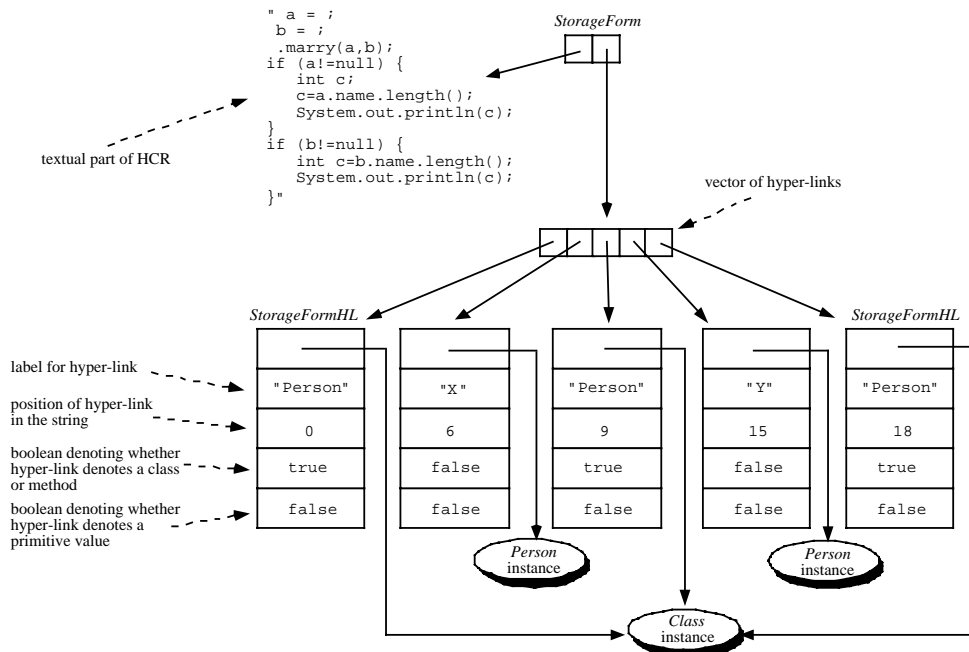 " a = ;
b = ;
.marry(a,b);
if (a!=null) {
int c;
c=a.name.length();
System.out.println(c);
}
if (b!=null) {
int c=b.name.length();
System.out.println(c);
}"
StorageForm
textual part of HCR
vector of hyper-links
StorageFormHL
StorageFormHL
label for hyper-link
"Person"
"X"
"Person"
"Y"
"Person"
position of hyper-link
in the string
0
6
9
15
18
boolean denoting whether
hyper-link denotes a class
or method
true
false
true
false
true
boolean denoting whether
hyper-link denotes a
primitive value
false
false
false
false
false
Person
instance
Person
instance
Class
instance